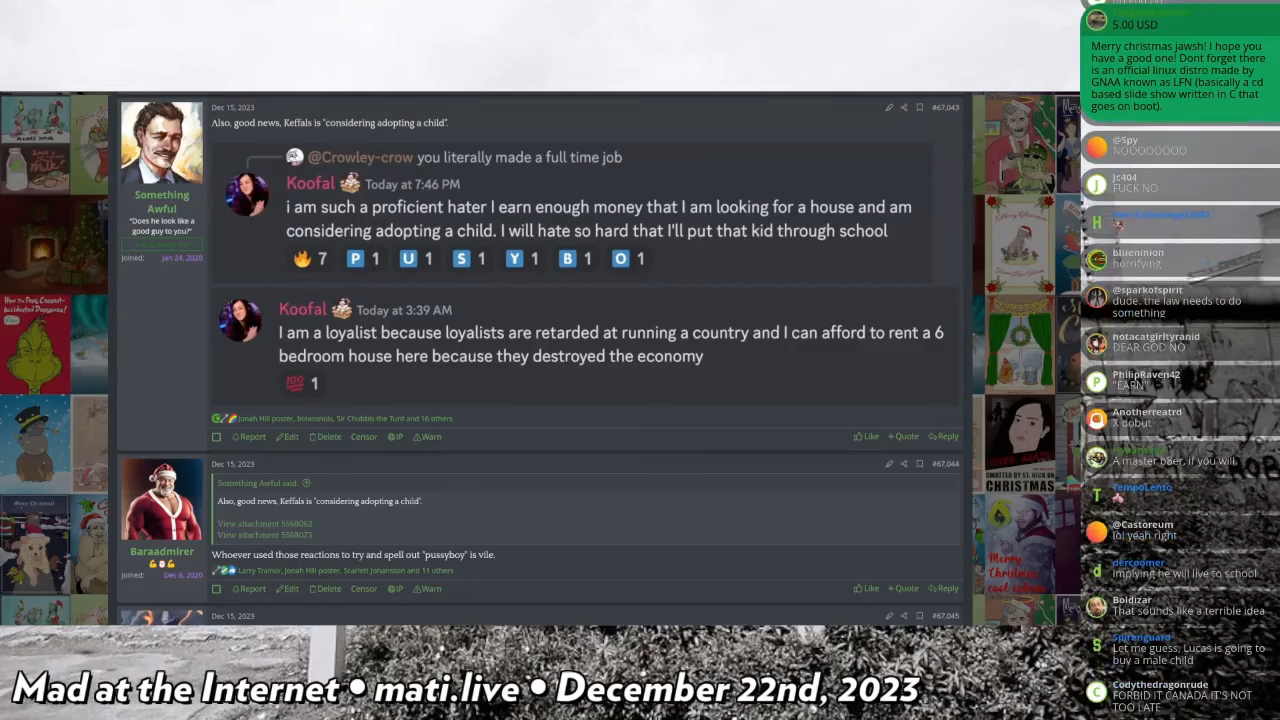 Dec 15, 2023
#67,043
Also, good news, Keffals is "considering adopting a child".
Something
Awful
"Does he look like a
good guy to you?"
Joined: Jan 24, 2020
@Crowley-crow you literally made a full time job
Koofal Today at 7:46 PM
i am such a proficient hater I earn enough money that I am looking for a house and am
considering adopting a child. I will hate so hard that I'll put that kid through school
7 P 1 U 1 S 1 Y 1 B 1 O 1
Koofal Today at 3:39 AM
I am a loyalist because loyalists are retarded at running a country and I can afford to rent a 6
bedroom house here because they destroyed the economy
100 1
Jonah Hill poster, bowosnois, Sir Chubbis the Turd and 16 others
Report Edit Delete Censor IP Warn Like + Quote Reply
Dec 15, 2023
#67,044
Baraadmirer
Joined: Dec 6, 2020
Something Awful said:
Also, good news, Keffals is "considering adopting a child".
View attachment 5568062
View attachment 5568073
Whoever used those reactions to try and spell out "pussyboy" is vile.
Larry Trainor, Jonah Hill poster, Scarlett Johansson and 11 others
Report Edit Delete Censor IP Warn Like + Quote Reply
Dec 15, 2023
#67,045
5.00 USD
Merry christmas jawsh! I hope you
have a good one! Dont forget there
is an official linux distro made by
GNAA known as LFN (basically a cd
based slide show written in C that
goes on boot).
@Spy
NOOOOOOO
Jc404
FUCK NO
blueninion
horrifying
@sparkofspirit
dude. the law needs to do
something
notacatgirltyranid
DEAR GOD NO
PhilipRaven42
"EARN"
Anotherreatrd
X dobut
A master b8er, if you will.
TempoLento
@Castoreum
lol yeah right
dercoomer
implying he will live to school
Boldizar
That sounds like a terrible idea
Spirenguard
Let me guess, Lucas is going to
buy a male child
Codythedragonrude
FORBID IT CANADA IT'S NOT
TOO LATE
Mad at the Internet • mati.live • December 22nd, 2023